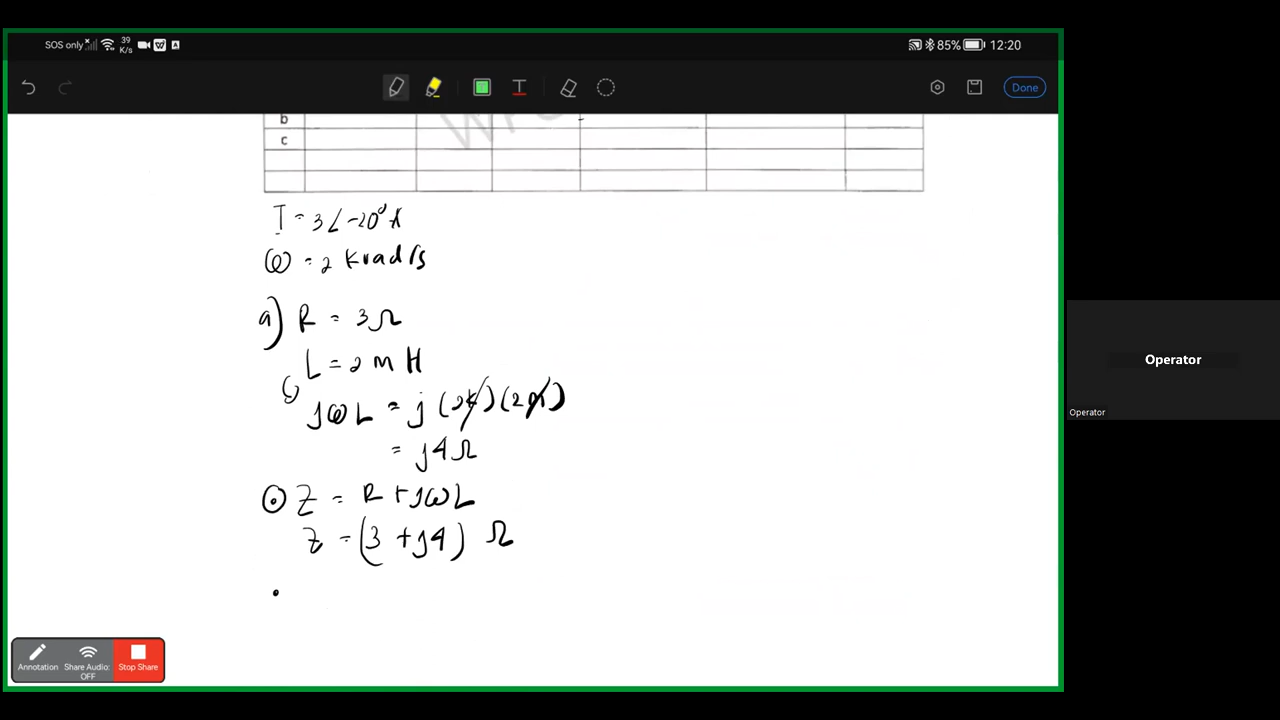 SOS only 39 K/s W A 85% 12:20
T Done
b
c
I = 3∠-20° A
ω = 2 krad/s
a) R = 3Ω
L = 2 m H
jωL = j (2k)(2m)
= j4Ω
Z = R + jωL
Z = (3 + j4) Ω
Operator
Operator
Annotation Share Audio: OFF Stop Share